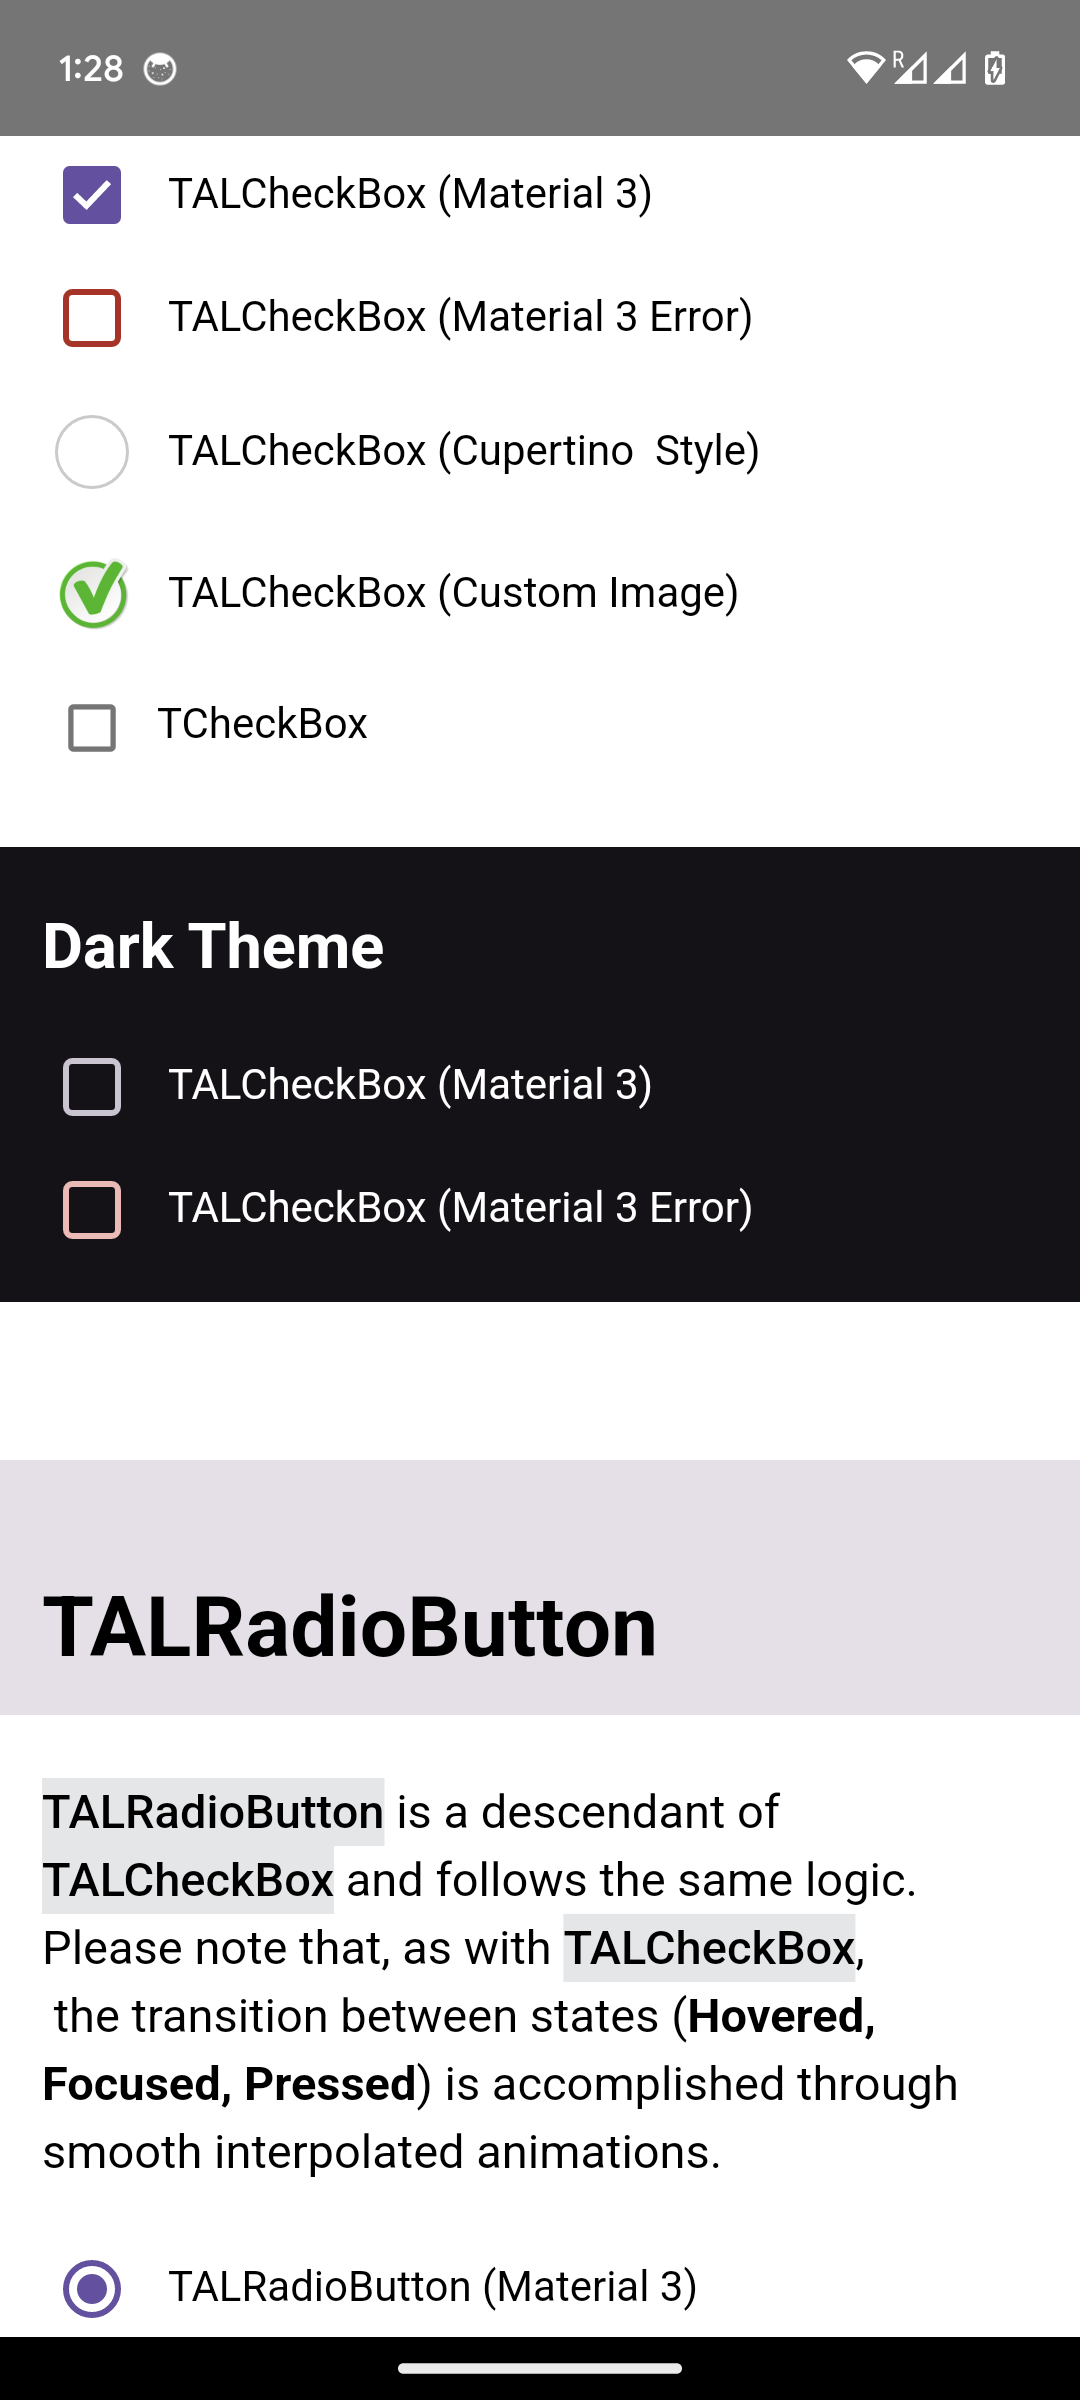 1:28
R
TALCheckBox (Material 3)
TALCheckBox (Material 3 Error)
TALCheckBox (Cupertino  Style)
TALCheckBox (Custom Image)
TCheckBox
Dark Theme
TALCheckBox (Material 3)
TALCheckBox (Material 3 Error)
TALRadioButton
TALRadioButton is a descendant of
TALCheckBox and follows the same logic.
Please note that, as with TALCheckBox,
the transition between states (Hovered,
Focused, Pressed) is accomplished through
smooth interpolated animations.
TALRadioButton (Material 3)